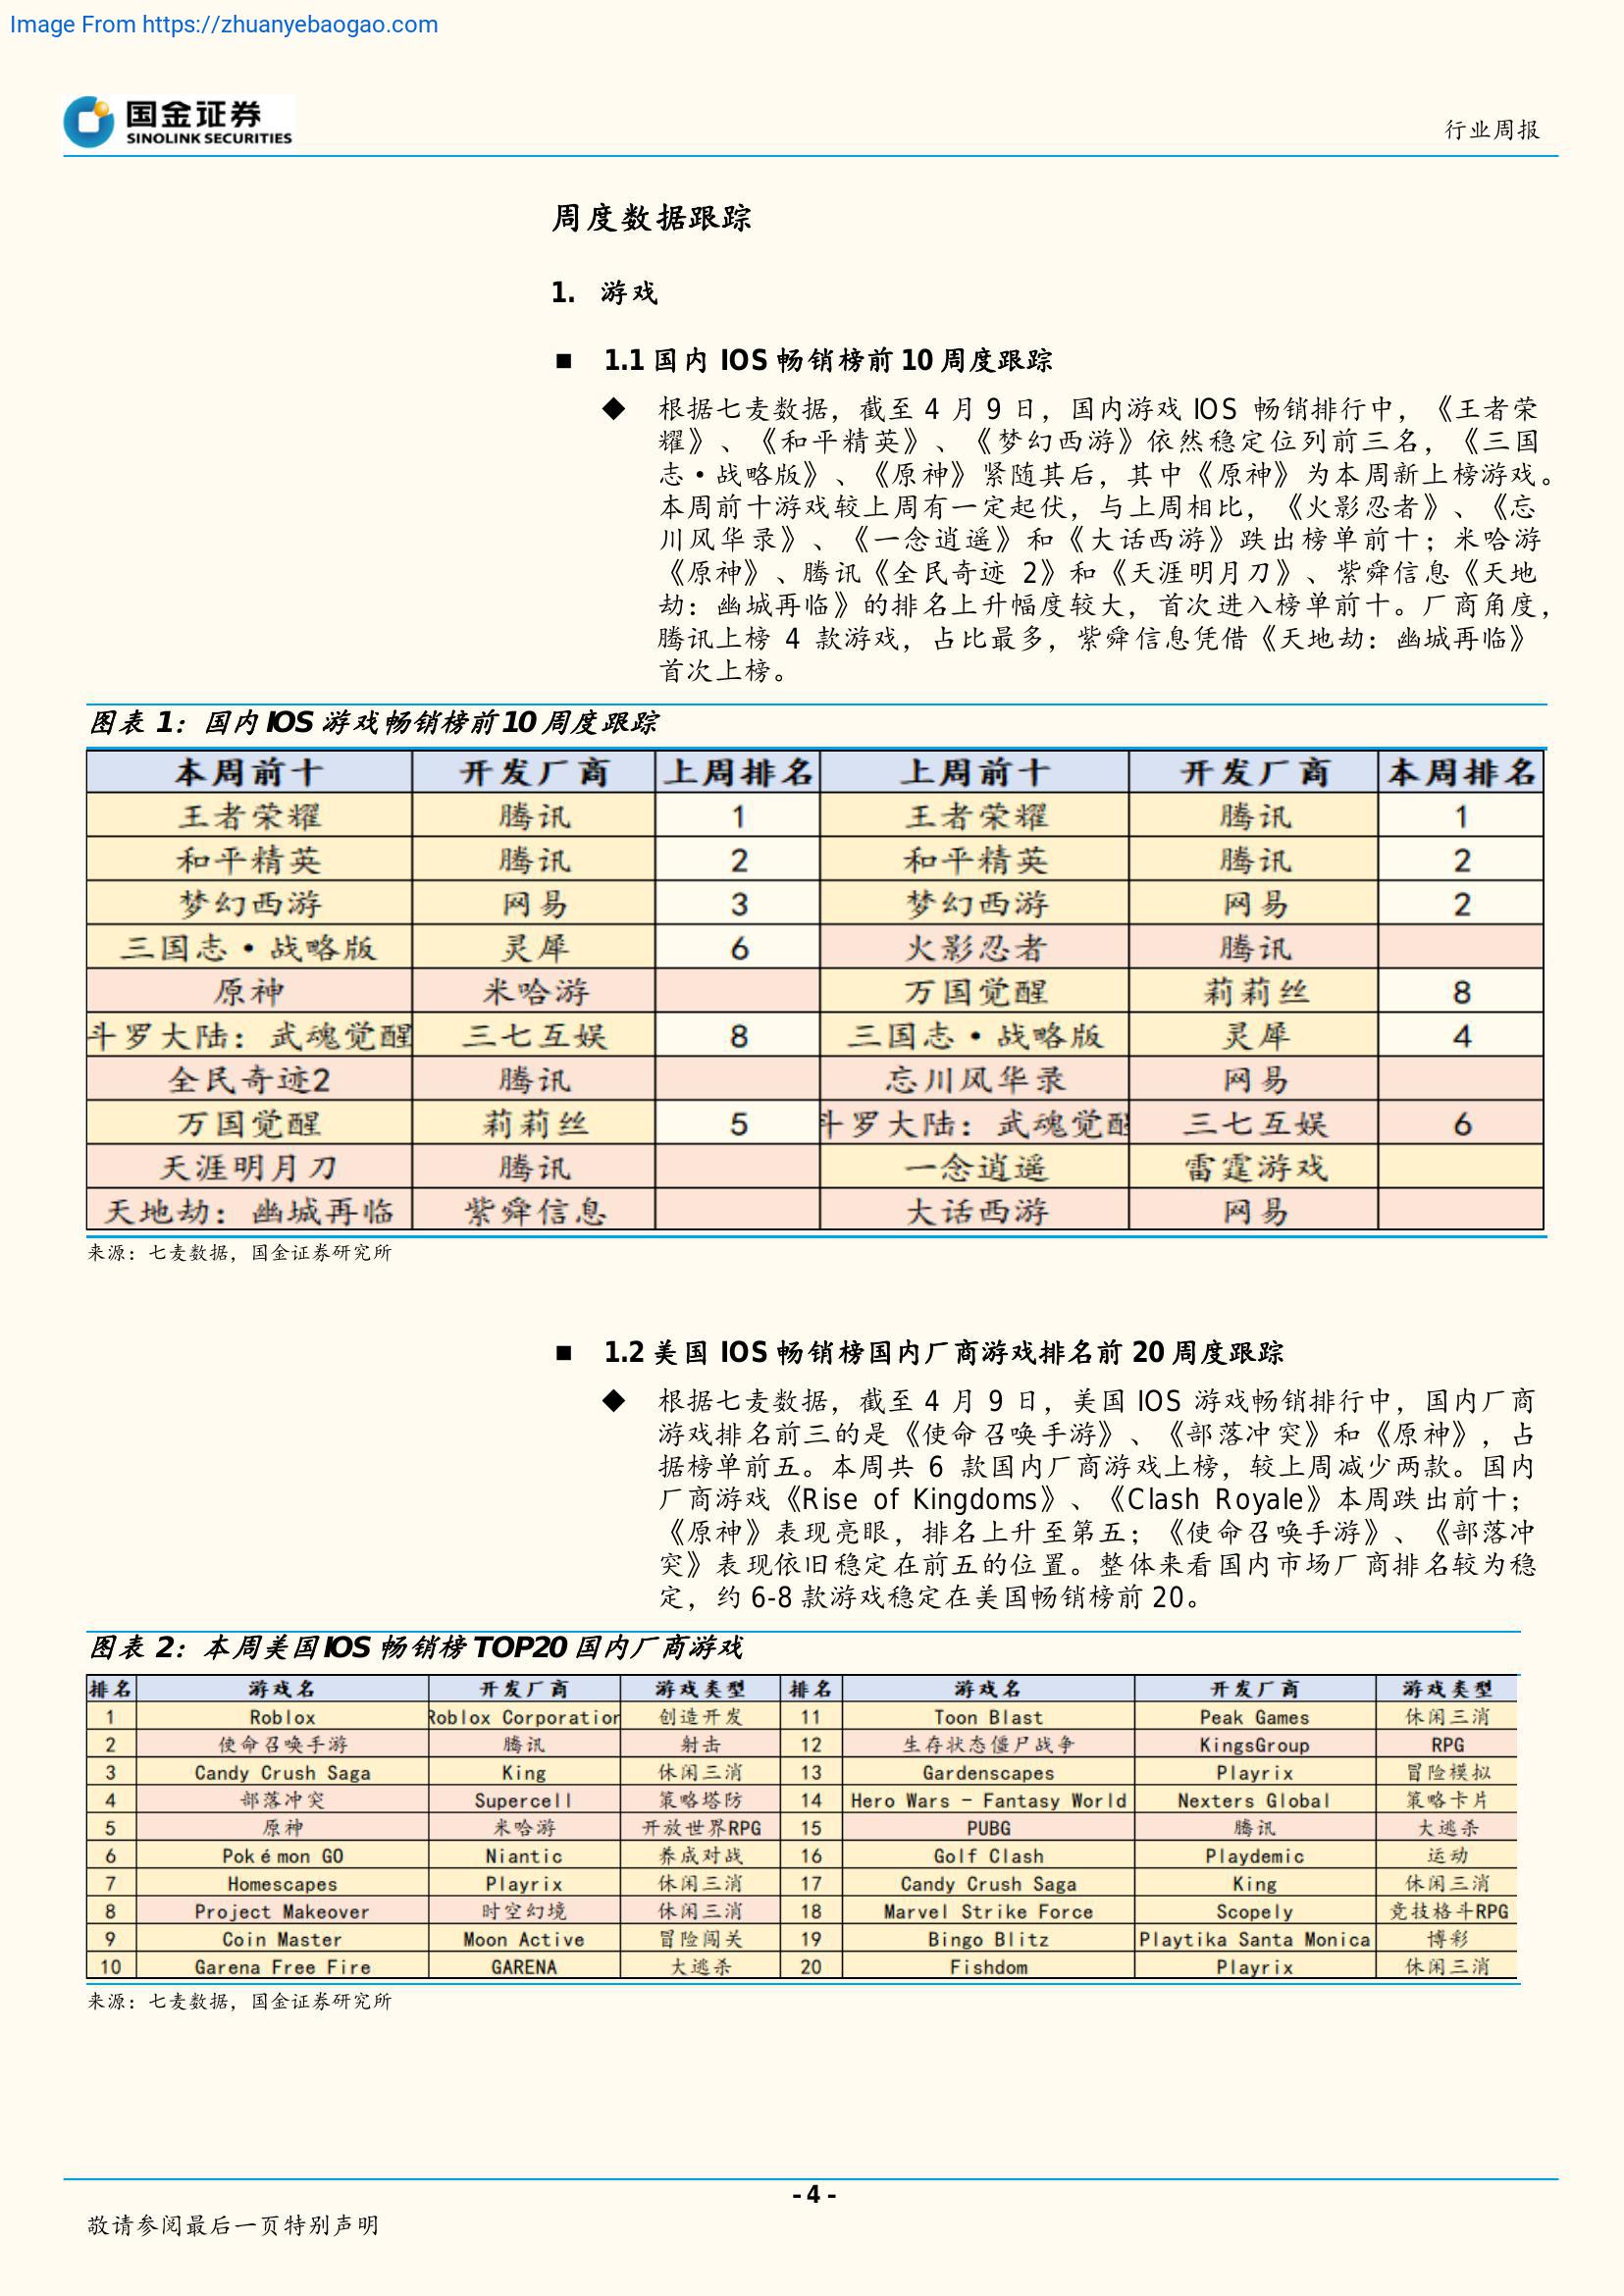 Image From https://zhuanyebaogao.com
国金证券
SINOLINK SECURITIES
行业周报
周度数据跟踪
1. 游戏
■ 1.1 国内 IOS 畅销榜前 10 周度跟踪
◆ 根据七麦数据，截至 4 月 9 日，国内游戏 IOS 畅销排行中，《王者荣
耀》、《和平精英》、《梦幻西游》依然稳定位列前三名，《三国
志·战略版》、《原神》紧随其后，其中《原神》为本周新上榜游戏。
本周前十游戏较上周有一定起伏，与上周相比，《火影忍者》、《忘
川风华录》、《一念逍遥》和《大话西游》跌出榜单前十；米哈游
《原神》、腾讯《全民奇迹 2》和《天涯明月刀》、紫舜信息《天地
劫：幽城再临》的排名上升幅度较大，首次进入榜单前十。厂商角度，
腾讯上榜 4 款游戏，占比最多，紫舜信息凭借《天地劫：幽城再临》
首次上榜。
图表 1：国内 IOS 游戏畅销榜前 10 周度跟踪
本周前十 开发厂商 上周排名 上周前十 开发厂商 本周排名
王者荣耀 腾讯 1 王者荣耀 腾讯 1
和平精英 腾讯 2 和平精英 腾讯 2
梦幻西游 网易 3 梦幻西游 网易 2
三国志·战略版 灵犀 6 火影忍者 腾讯
原神 米哈游 万国觉醒 莉莉丝 8
斗罗大陆：武魂觉醒 三七互娱 8 三国志·战略版 灵犀 4
全民奇迹2 腾讯 忘川风华录 网易
万国觉醒 莉莉丝 5 斗罗大陆：武魂觉醒 三七互娱 6
天涯明月刀 腾讯 一念逍遥 雷霆游戏
天地劫：幽城再临 紫舜信息 大话西游 网易
来源：七麦数据，国金证券研究所
■ 1.2 美国 IOS 畅销榜国内厂商游戏排名前 20 周度跟踪
◆ 根据七麦数据，截至 4 月 9 日，美国 IOS 游戏畅销排行中，国内厂商
游戏排名前三的是《使命召唤手游》、《部落冲突》和《原神》，占
据榜单前五。本周共 6 款国内厂商游戏上榜，较上周减少两款。国内
厂商游戏《Rise of Kingdoms》、《Clash Royale》本周跌出前十；
《原神》表现亮眼，排名上升至第五；《使命召唤手游》、《部落冲
突》表现依旧稳定在前五的位置。整体来看国内市场厂商排名较为稳
定，约 6-8 款游戏稳定在美国畅销榜前 20。
图表 2：本周美国 IOS 畅销榜 TOP20 国内厂商游戏
排名 游戏名 开发厂商 游戏类型 排名 游戏名 开发厂商 游戏类型
1 Roblox Roblox Corporation 创造开发 11 Toon Blast Peak Games 休闲三消
2 使命召唤手游 腾讯 射击 12 生存状态僵尸战争 KingsGroup RPG
3 Candy Crush Saga King 休闲三消 13 Gardenscapes Playrix 冒险模拟
4 部落冲突 Supercell 策略塔防 14 Hero Wars - Fantasy World Nexters Global 策略卡片
5 原神 米哈游 开放世界RPG 15 PUBG 腾讯 大逃杀
6 Pokémon GO Niantic 养成对战 16 Golf Clash Playdemic 运动
7 Homescapes Playrix 休闲三消 17 Candy Crush Saga King 休闲三消
8 Project Makeover 时空幻境 休闲三消 18 Marvel Strike Force Scopely 竞技格斗RPG
9 Coin Master Moon Active 冒险闯关 19 Bingo Blitz Playtika Santa Monica 博彩
10 Garena Free Fire GARENA 大逃杀 20 Fishdom Playrix 休闲三消
来源：七麦数据，国金证券研究所
- 4 -
敬请参阅最后一页特别声明